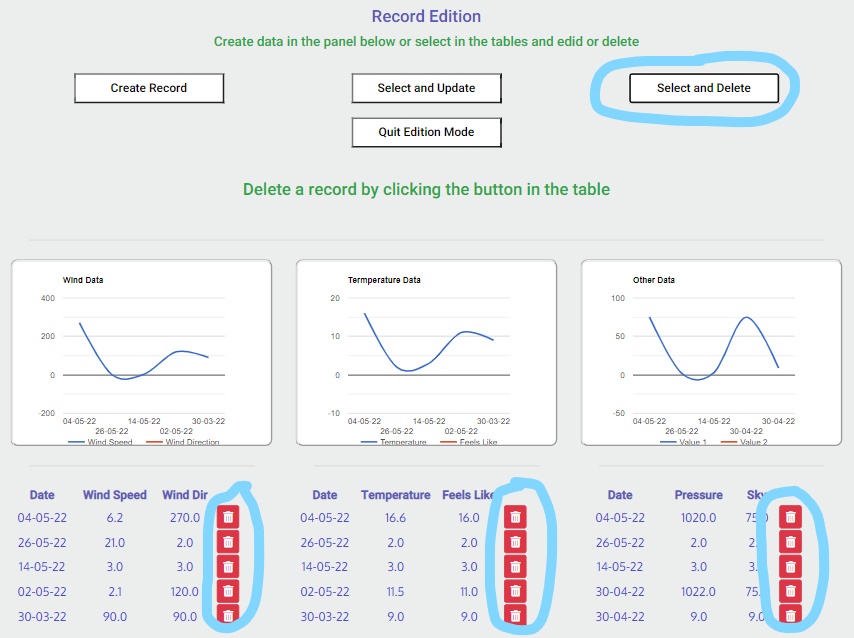 Record Edition
Create data in the panel below or select in the tables and edid or delete
Create Record
Select and Update
Select and Delete
Quit Edition Mode
Delete a record by clicking the button in the table
Wind Data
400
200
0
-200
04-05-22
14-05-22
30-03-22
26-05-22
02-05-22
Wind Speed
Wind Direction
Termperature Data
20
10
0
-10
04-05-22
14-05-22
30-03-22
26-05-22
02-05-22
Temperature
Feels Like
Other Data
100
50
0
-50
04-05-22
14-05-22
30-04-22
26-05-22
30-04-22
Value 1
Value 2
Date Wind Speed Wind Dir
04-05-22 6.2 270.0
26-05-22 21.0 2.0
14-05-22 3.0 3.0
02-05-22 2.1 120.0
30-03-22 90.0 90.0
Date Temperature Feels Like
04-05-22 16.6 16.0
26-05-22 2.0 2.0
14-05-22 3.0 3.0
02-05-22 11.5 11.0
30-03-22 9.0 9.0
Date Pressure
04-05-22 1020.0
26-05-22 2.0
14-05-22 3.0
30-04-22 1022.0
30-04-22 9.0 9.0